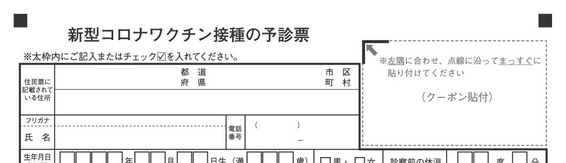 新型コロナワクチン接種の予診票
※太枠内にご記入またはチェック☑を入れてください。
住民票に
記載されて
いる住所
都 道
府 県
市 区
町 村
※左隅に合わせ、点線に沿ってまっすぐに
貼り付けてください
(クーポン貼付)
フリガナ
氏 名
電話
番号
( ) －
生年月日
年 月 日生(満 歳) □男・□女 診察前の体温 度 分